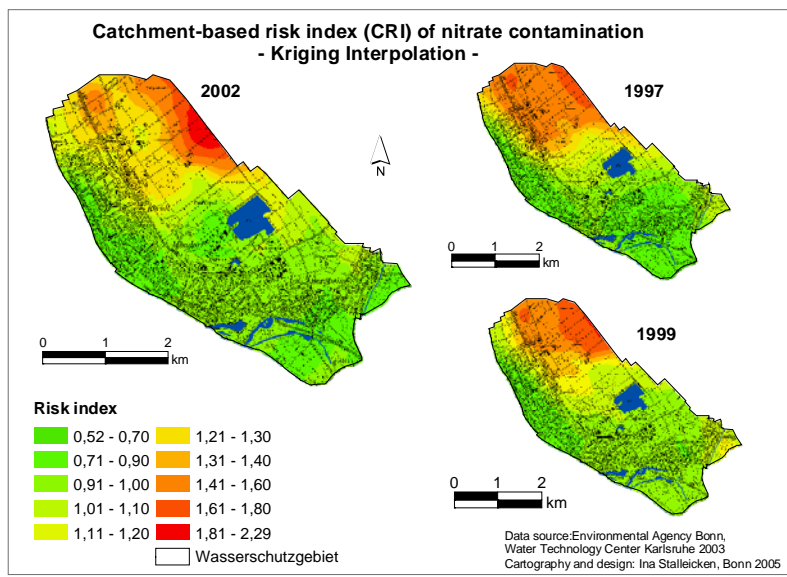 Catchment-based risk index (CRI) of nitrate contamination
- Kriging Interpolation -
2002
1997
N
0 1 2
km
0 1 2
km
1999
0 1 2
km
Risk index
0,52 - 0,70
0,71 - 0,90
0,91 - 1,00
1,01 - 1,10
1,11 - 1,20
1,21 - 1,30
1,31 - 1,40
1,41 - 1,60
1,61 - 1,80
1,81 - 2,29
Wasserschutzgebiet
Data source:Environmental Agency Bonn,
Water Technology Center Karlsruhe 2003
Cartography and design: Ina Stalleicken, Bonn 2005